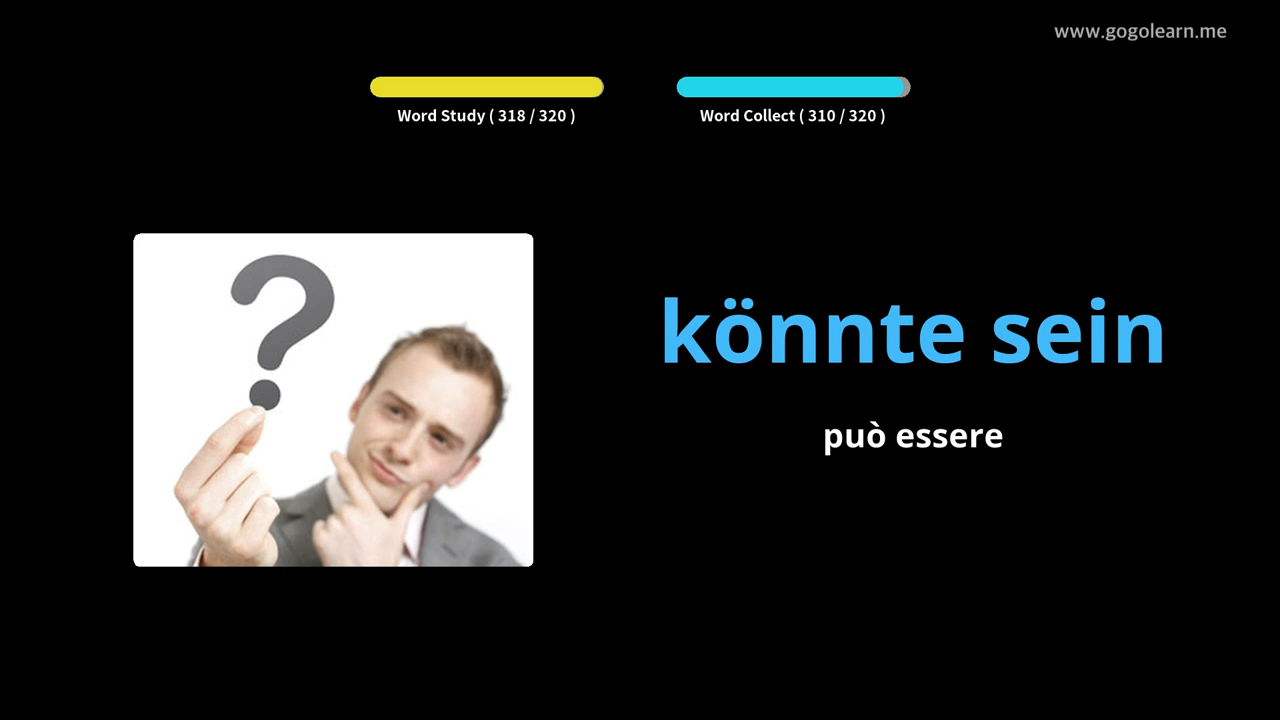 www.gogolearn.me
Word Study ( 318 / 320 )
Word Collect ( 310 / 320 )
könnte sein
può essere